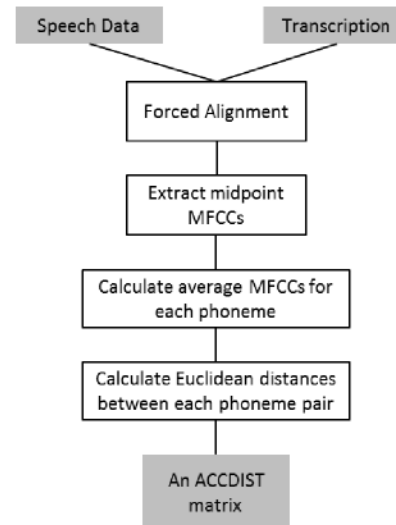 Speech Data
Transcription
Forced Alignment
Extract midpoint
MFCCs
Calculate average MFCCs for
each phoneme
Calculate Euclidean distances
between each phoneme pair
An ACCDIST
matrix